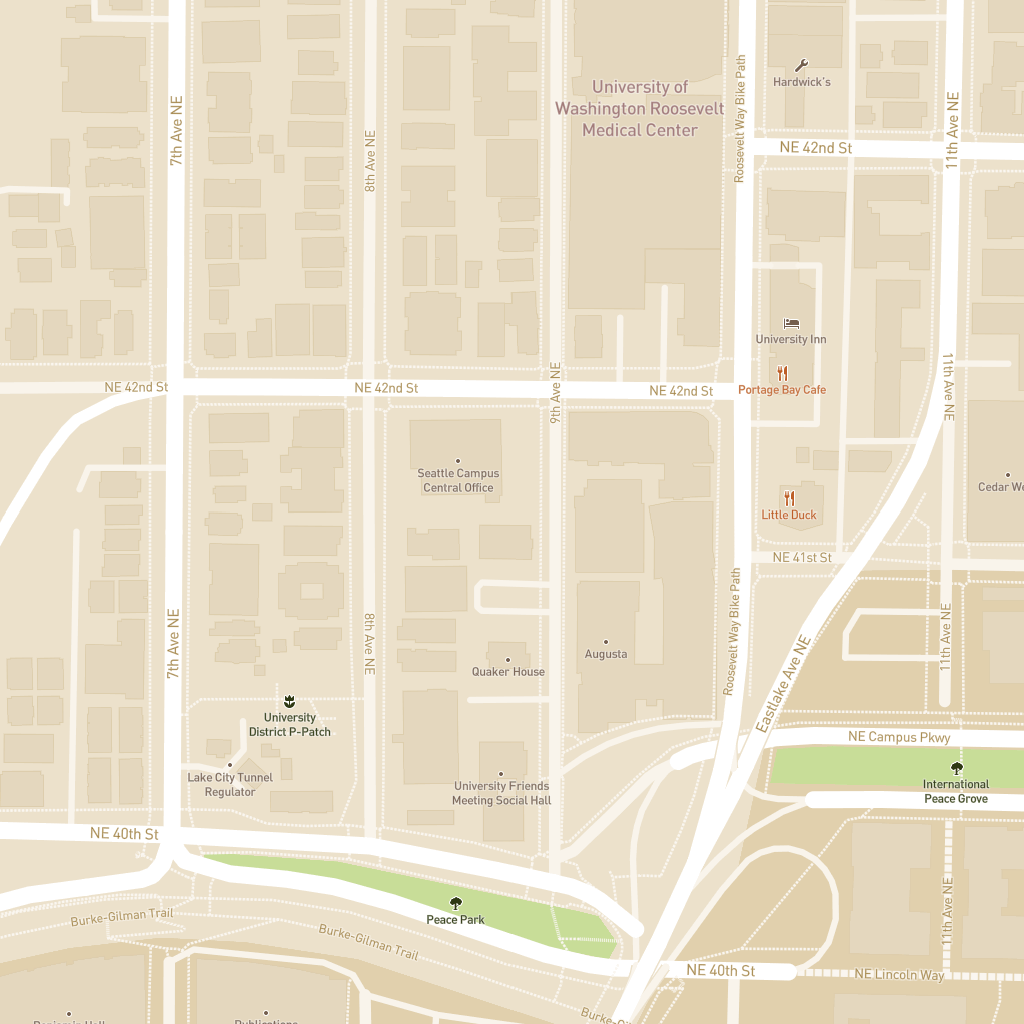 University of
Washington Roosevelt
Medical Center
Roosevelt Way Bike Path
Hardwick's
7th Ave NE
8th Ave NE
11th Ave NE
NE 42nd St
University Inn
Portage Bay Cafe
NE 42nd St
NE 42nd St
NE 42nd St
9th Ave NE
11th Ave NE
Seattle Campus
Central Office
Little Duck
NE 41st St
7th Ave NE
8th Ave NE
Roosevelt Way Bike Path
Eastlake Ave NE
11th Ave NE
Augusta
Quaker House
University
District P-Patch
Lake City Tunnel
Regulator
University Friends
Meeting Social Hall
NE Campus Pkwy
International
Peace Grove
NE 40th St
Peace Park
Burke-Gilman Trail
Burke-Gilman Trail
11th Ave NE
NE 40th St
NE Lincoln Way
Publications